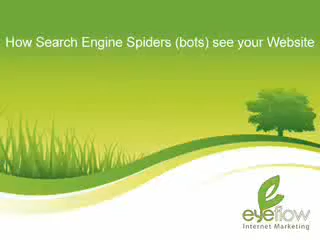 How Search Engine Spiders (bots) see your Website
eyeflow
Internet Marketing